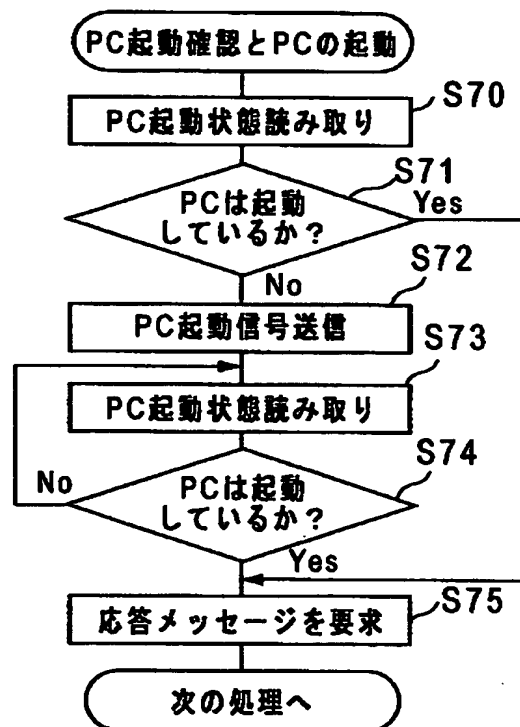 PC起動確認とPCの起動
S70
PC起動状態読み取り
S71
PCは起動
しているか?
Yes
No
S72
PC起動信号送信
S73
PC起動状態読み取り
S74
PCは起動
しているか?
No
Yes
S75
応答メッセージを要求
次の処理へ